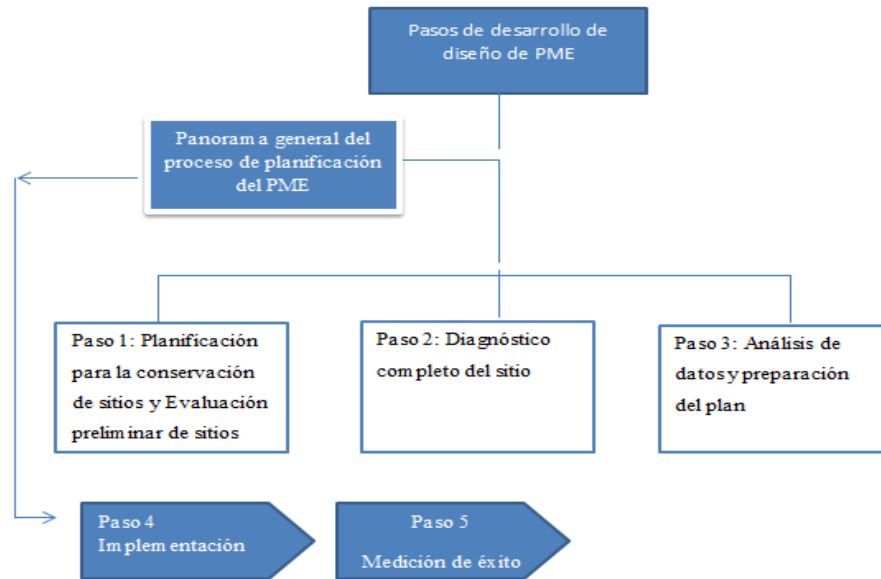 Pasos de desarrollo de
diseño de PME
Panorama general del
proceso de planificación
del PME
Paso 1: Planificación
para la conservación
de sitios y Evaluación
preliminar de sitios
Paso 2: Diagnóstico
completo del sitio
Paso 3: Análisis de
datos y preparación
del plan
Paso 4
Implementación
Paso 5
Medición de éxito